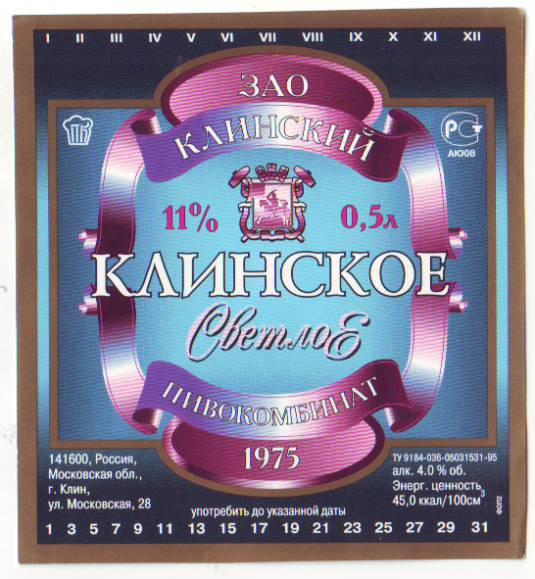 I II III IV V VI VII VIII IX X XI XII
ЗАО
КЛИНСКИЙ
ПК
РСТ
АЮ08
11% 0,5л
КЛИНСКОЕ
Светлое
ПИВОКОМБИНАТ
1975
141600, Россия,
Московская обл.,
г. Клин,
ул. Московская, 28
ТУ 9184-036-05031531-95
алк. 4.0 % об.
Энерг. ценность
45,0 ккал/100см³
употребить до указанной даты
1 3 5 7 9 11 13 15 17 19 21 23 25 27 29 31